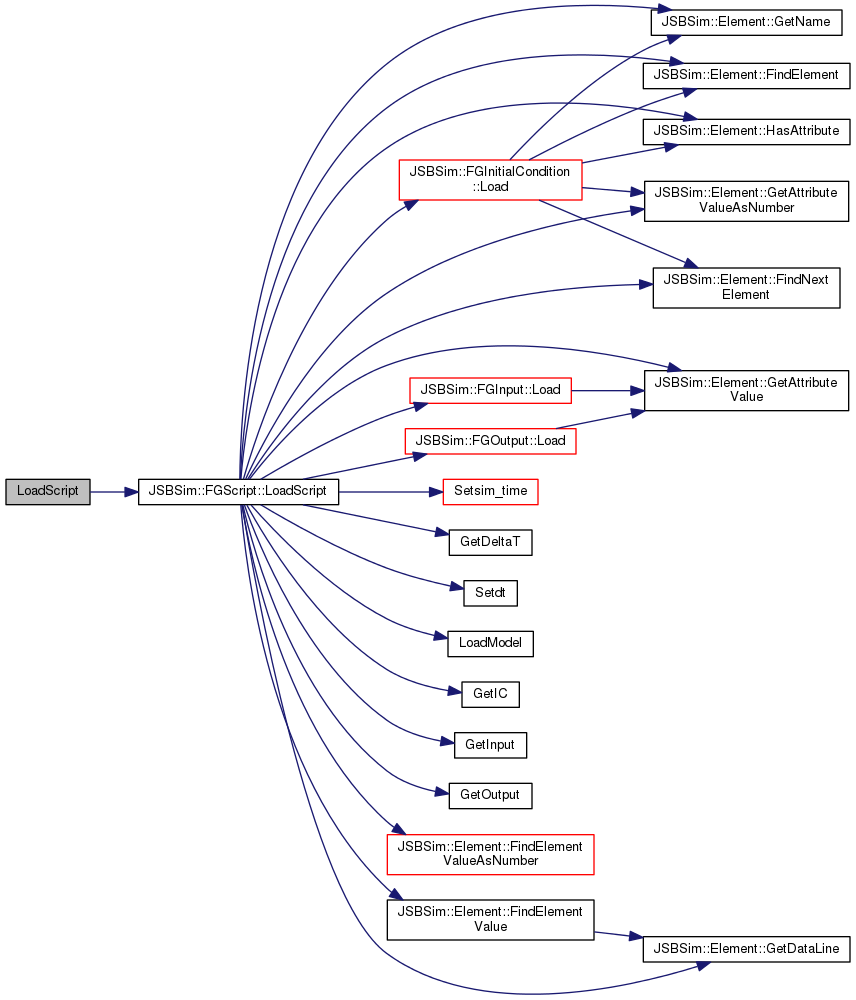 JSBSim::Element::GetName
JSBSim::Element::FindElement
JSBSim::Element::HasAttribute
JSBSim::FGInitialCondition
::Load
JSBSim::Element::GetAttribute
ValueAsNumber
JSBSim::Element::FindNext
Element
JSBSim::Element::GetAttribute
Value
JSBSim::FGInput::Load
JSBSim::FGOutput::Load
LoadScript
JSBSim::FGScript::LoadScript
Setsim_time
GetDeltaT
Setdt
LoadModel
GetIC
GetInput
GetOutput
JSBSim::Element::FindElement
ValueAsNumber
JSBSim::Element::FindElement
Value
JSBSim::Element::GetDataLine